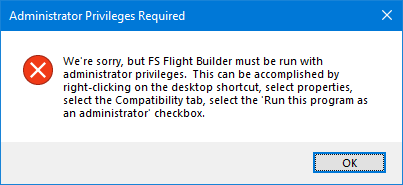 Administrator Privileges Required
We're sorry, but FS Flight Builder must be run with
administrator privileges.  This can be accomplished by
right-clicking on the desktop shortcut, select properties,
select the Compatibility tab, select the 'Run this program as
an administrator' checkbox.
OK